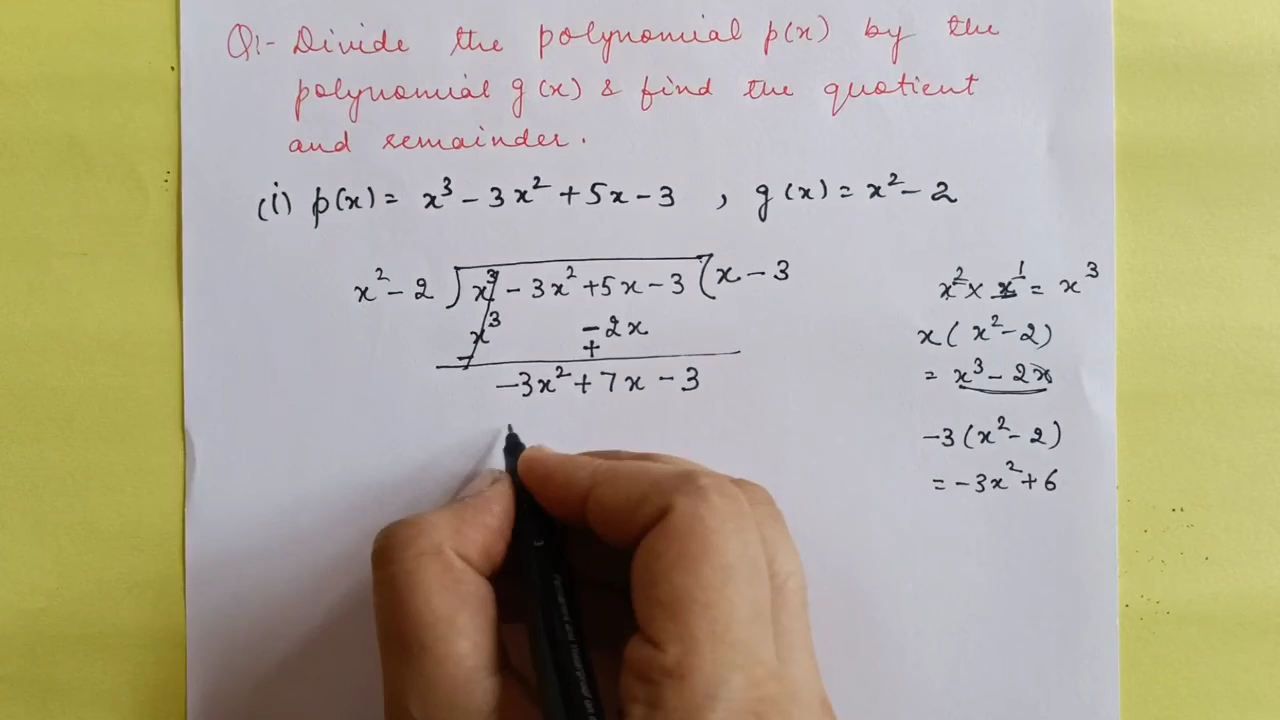 Q1:- Divide the polynomial p(x) by the
polynomial g(x) & find the quotient
and remainder.
(i) p(x) = x³ - 3x² + 5x - 3 , g(x) = x² - 2
x² - 2 ) x³ - 3x² + 5x - 3 ( x - 3
x³ - 2x
- +
-3x² + 7x - 3
x² × x¹ = x³
x ( x² - 2 )
= x³ - 2x
-3 ( x² - 2 )
= -3x² + 6